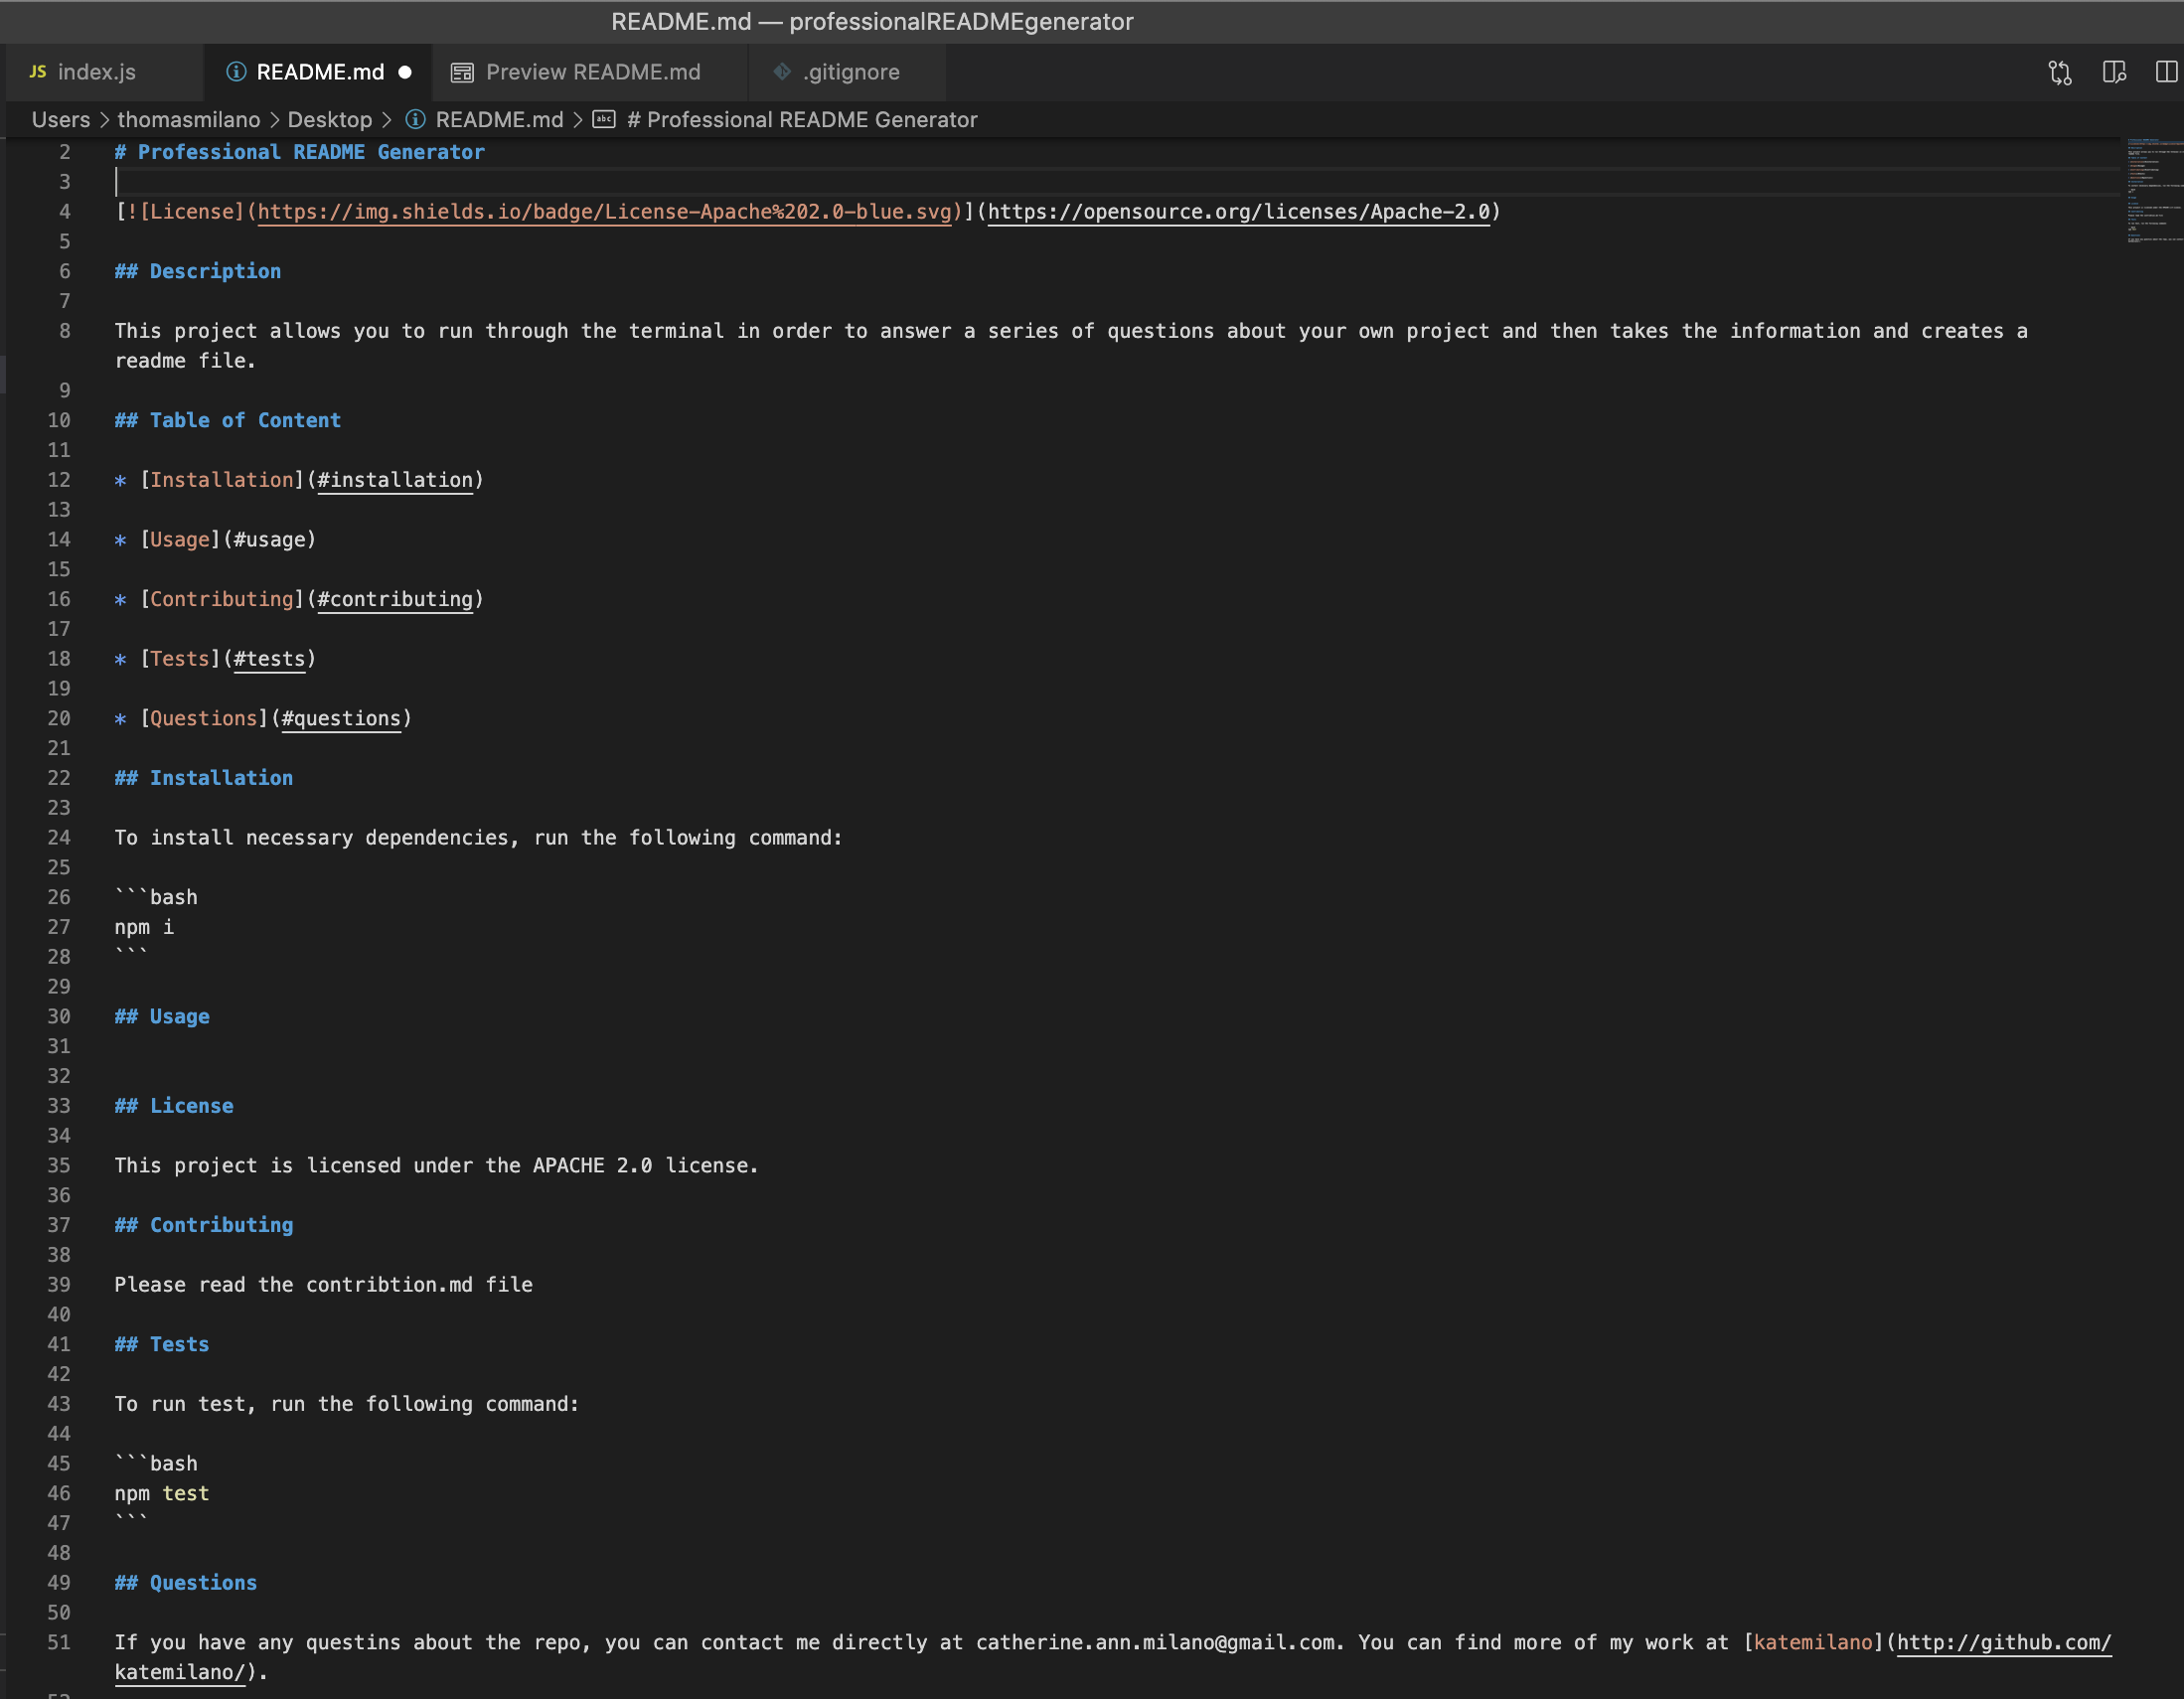 README.md — professionalREADMEgenerator
JS index.js README.md Preview README.md .gitignore
Users > thomasmilano > Desktop > README.md > abc # Professional README Generator
2 # Professional README Generator
3
4 [![License](https://img.shields.io/badge/License-Apache%202.0-blue.svg)](https://opensource.org/licenses/Apache-2.0)
5
6 ## Description
7
8 This project allows you to run through the terminal in order to answer a series of questions about your own project and then takes the information and creates a
readme file.
9
10 ## Table of Content
11
12 * [Installation](#installation)
13
14 * [Usage](#usage)
15
16 * [Contributing](#contributing)
17
18 * [Tests](#tests)
19
20 * [Questions](#questions)
21
22 ## Installation
23
24 To install necessary dependencies, run the following command:
25
26 ```bash
27 npm i
28 ```
29
30 ## Usage
31
32
33 ## License
34
35 This project is licensed under the APACHE 2.0 license.
36
37 ## Contributing
38
39 Please read the contribtion.md file
40
41 ## Tests
42
43 To run test, run the following command:
44
45 ```bash
46 npm test
47 ```
48
49 ## Questions
50
51 If you have any questins about the repo, you can contact me directly at catherine.ann.milano@gmail.com. You can find more of my work at [katemilano](http://github.com/
katemilano/).